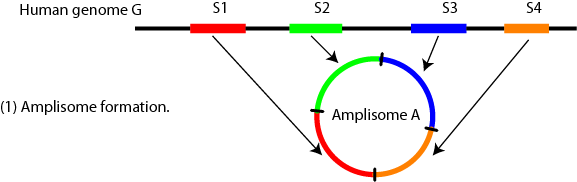 Human genome G S1 S2 S3 S4
(1) Amplisome formation.
Amplisome A